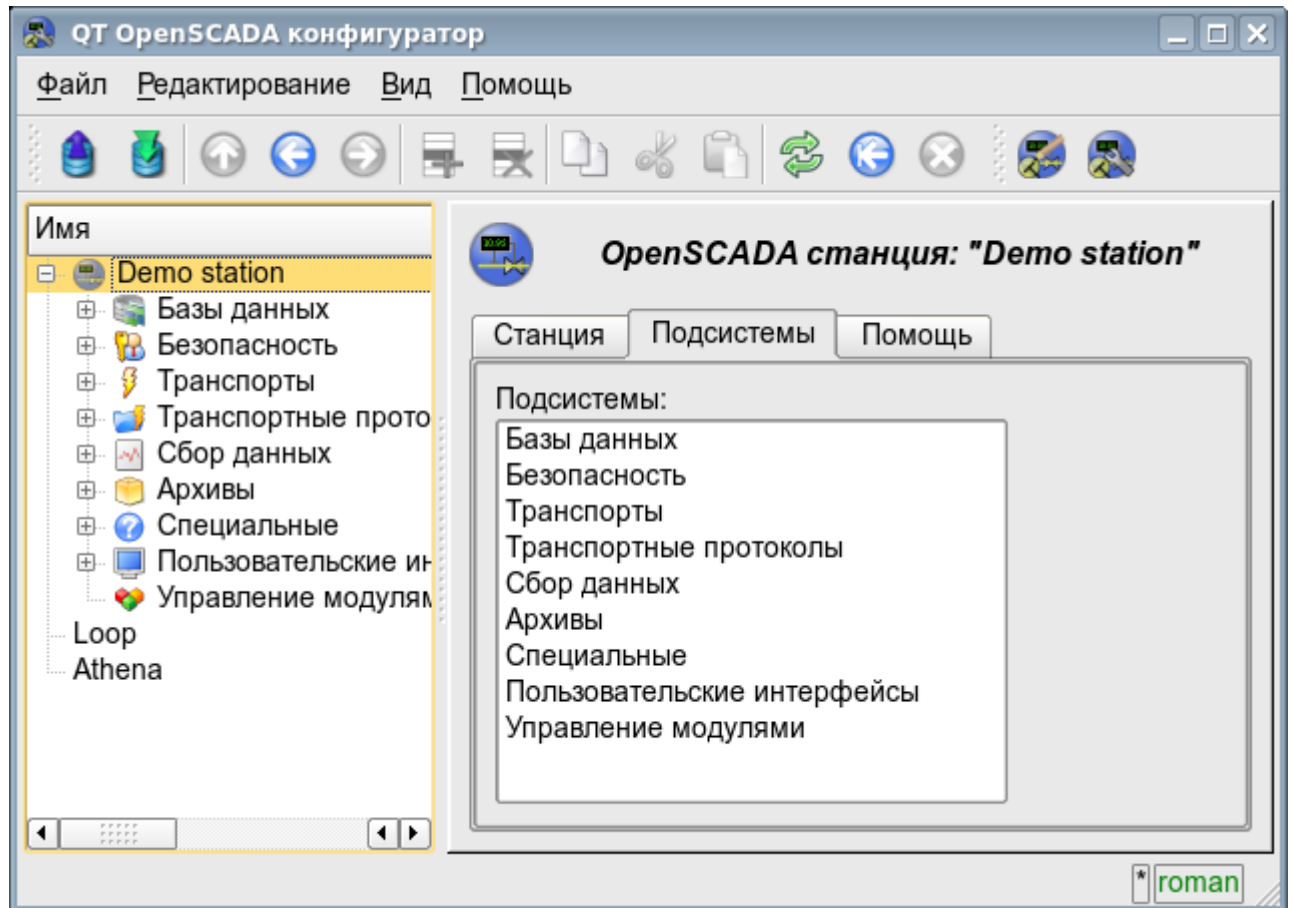 QT OpenSCADA конфигуратор
Файл Редактирование Вид Помощь
Имя
Demo station
Базы данных
Безопасность
Транспорты
Транспортные прото
Сбор данных
Архивы
Специальные
Пользовательские ин
Управление модулям
Loop
Athena
OpenSCADA станция: "Demo station"
Станция Подсистемы Помощь
Подсистемы:
Базы данных
Безопасность
Транспорты
Транспортные протоколы
Сбор данных
Архивы
Специальные
Пользовательские интерфейсы
Управление модулями
* roman